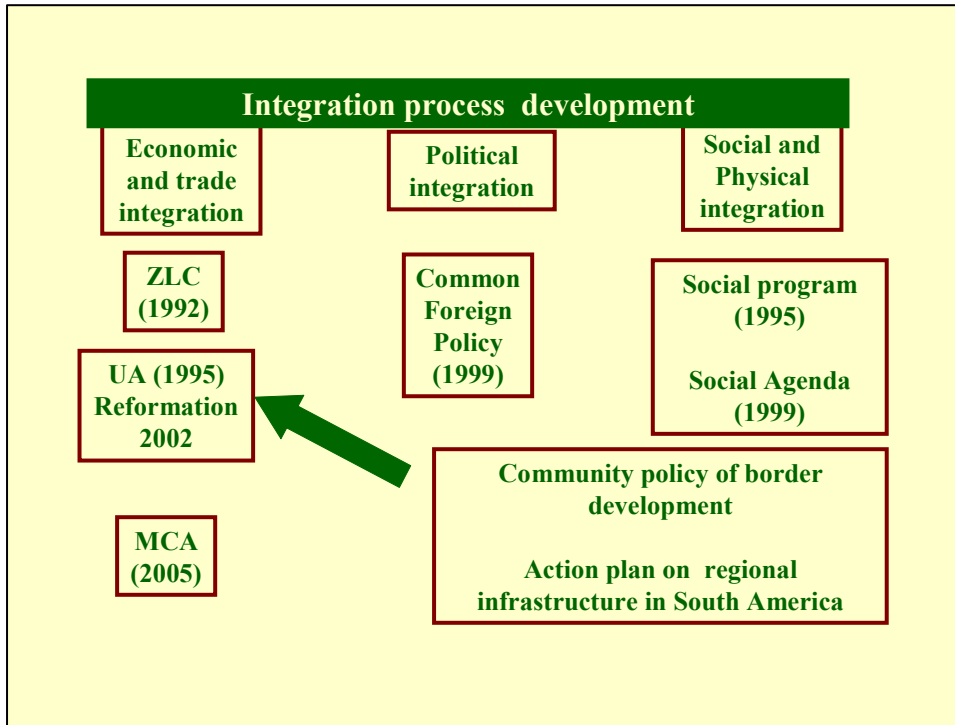 Integration process development
Economic
and trade
integration
ZLC
(1992)
UA (1995)
Reformation
2002
MCA
(2005)
Political
integration
Common
Foreign
Policy
(1999)
Social and
Physical
integration
Social program
(1995)
Social Agenda
(1999)
Community policy of border
development
Action plan on regional
infrastructure in South America